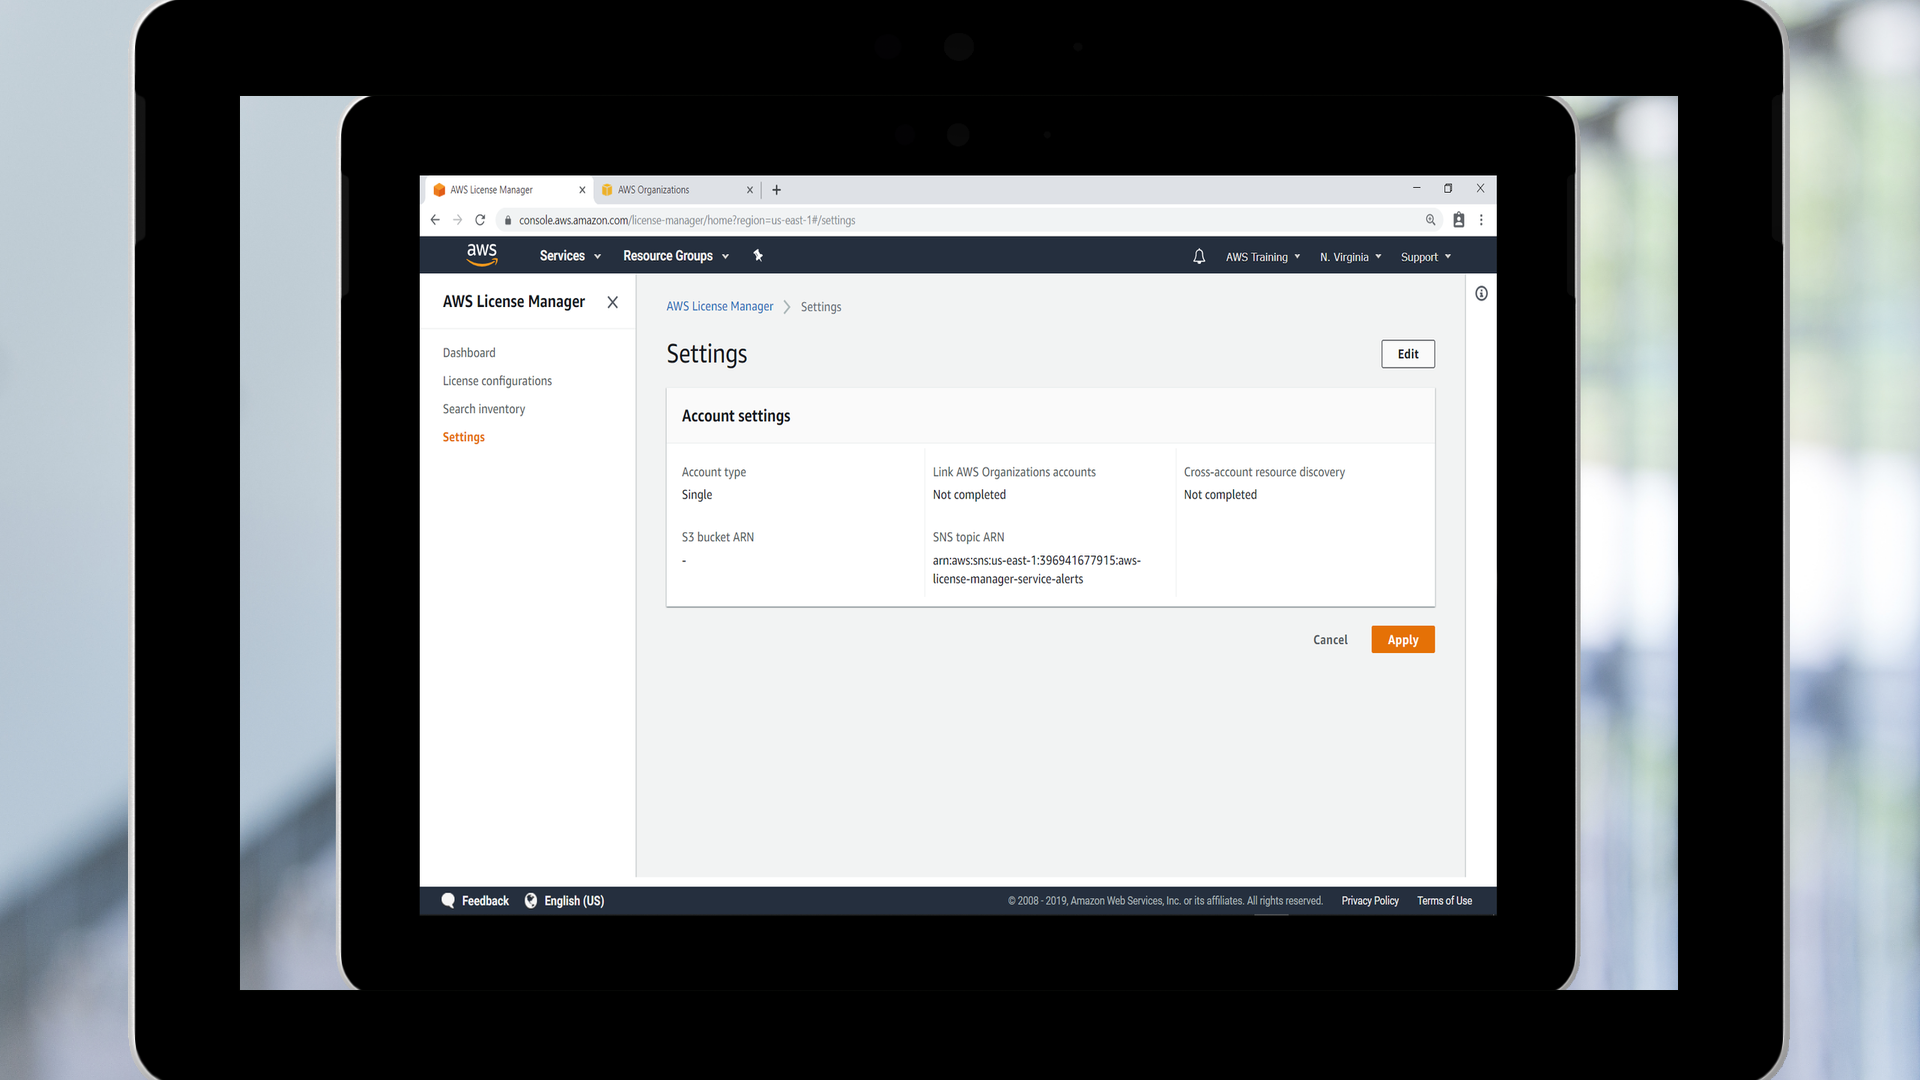 AWS License Manager
AWS Organizations
console.aws.amazon.com/license-manager/home?region=us-east-1#/settings
aws Services Resource Groups AWS Training N. Virginia Support
AWS License Manager
Dashboard
License configurations
Search inventory
Settings
AWS License Manager Settings
Settings
Edit
Account settings
Account type
Single
Link AWS Organizations accounts
Not completed
Cross-account resource discovery
Not completed
S3 bucket ARN
-
SNS topic ARN
arn:aws:sns:us-east-1:396941677915:aws-
license-manager-service-alerts
Cancel Apply
Feedback English (US) © 2008 - 2019, Amazon Web Services, Inc. or its affiliates. All rights reserved. Privacy Policy Terms of Use